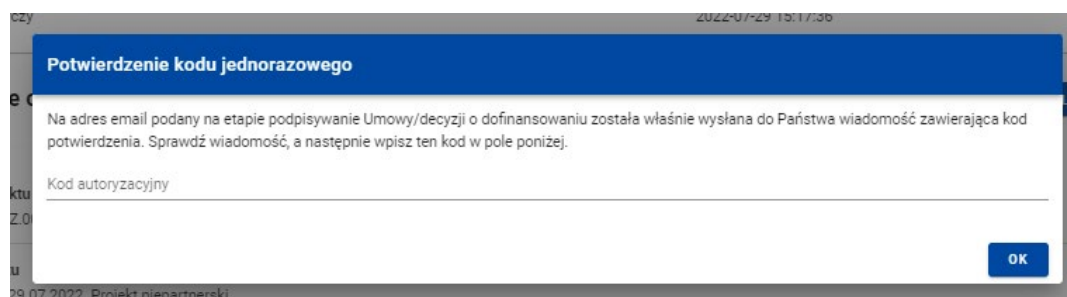 czy
2022-07-29 15:17:36
Potwierdzenie kodu jednorazowego
Na adres email podany na etapie podpisywanie Umowy/decyzji o dofinansowaniu została właśnie wysłana do Państwa wiadomość zawierająca kod
potwierdzenia. Sprawdź wiadomość, a następnie wpisz ten kod w pole poniżej.
Kod autoryzacyjny
ktu
OK
29.07.2022 Projekt niepartnerski